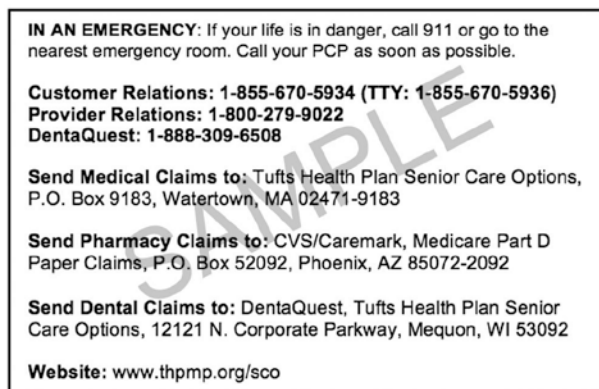 IN AN EMERGENCY: If your life is in danger, call 911 or go to the
nearest emergency room. Call your PCP as soon as possible.
Customer Relations: 1-855-670-5934 (TTY: 1-855-670-5936)
Provider Relations: 1-800-279-9022
DentaQuest: 1-888-309-6508
Send Medical Claims to: Tufts Health Plan Senior Care Options,
P.O. Box 9183, Watertown, MA 02471-9183
Send Pharmacy Claims to: CVS/Caremark, Medicare Part D
Paper Claims, P.O. Box 52092, Phoenix, AZ 85072-2092
Send Dental Claims to: DentaQuest, Tufts Health Plan Senior
Care Options, 12121 N. Corporate Parkway, Mequon, WI 53092
Website: www.thpmp.org/sco
SAMPLE